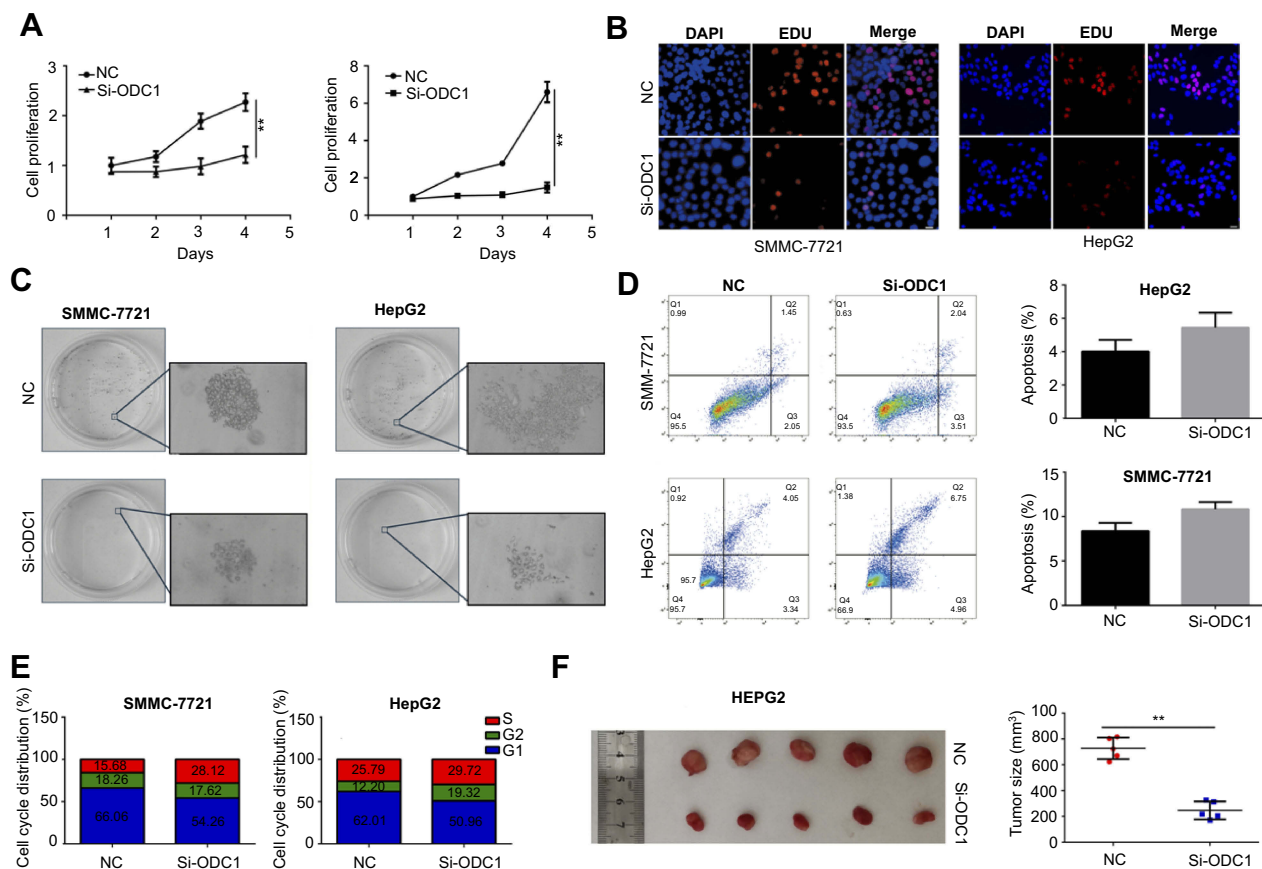 A
NC
Si-ODC1
Cell proliferation
3
2
1
0
**
1 2 3 4 5
Days
NC
Si-ODC1
Cell proliferation
8
6
4
2
0
**
1 2 3 4 5
Days
B
DAPI EDU Merge
DAPI EDU Merge
NC
Si-ODC1
SMMC-7721
HepG2
C
SMMC-7721
HepG2
NC
Si-ODC1
D
NC
Si-ODC1
SMM-7721
Q1
0.99
Q2
1.45
Q4
95.5
Q3
2.05
Q1
0.63
Q2
2.04
Q4
93.5
Q3
3.51
HepG2
Q1
0.92
Q2
4.05
95.7
Q4
95.7
Q3
3.34
Q1
1.38
Q2
6.75
Q4
66.9
Q3
4.96
HepG2
Apoptosis (%)
8
6
4
2
0
NC Si-ODC1
SMMC-7721
Apoptosis (%)
15
10
5
0
NC Si-ODC1
E
SMMC-7721
Cell cycle distribution (%)
150
100
50
0
15.68
18.26
66.06
28.12
17.62
54.26
NC Si-ODC1
HepG2
Cell cycle distribution (%)
150
100
50
0
25.79
12.20
62.01
29.72
19.32
50.96
NC Si-ODC1
S
G2
G1
F
HEPG2
3
4
5
6
7
NC
Si-ODC1
Tumor size (mm³)
800
600
400
200
0
**
NC Si-ODC1